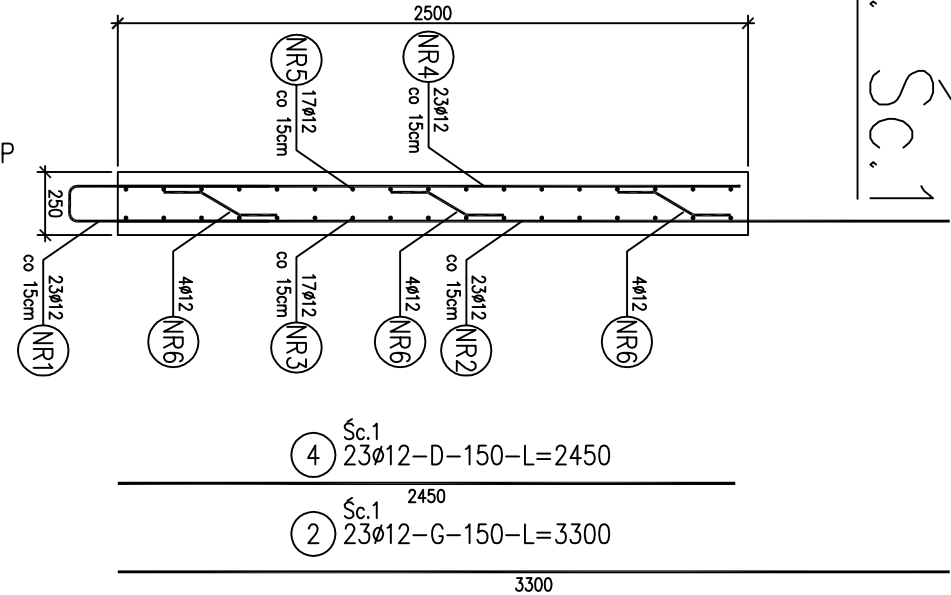 2500
Śc.1
NR5
17ø12
co 15cm
NR4
23ø12
co 15cm
P
250
23ø12
co 15cm
NR1
4ø12
NR6
17ø12
co 15cm
NR3
4ø12
NR6
23ø12
co 15cm
NR2
4ø12
NR6
Śc.1
4 23ø12-D-150-L=2450
2450
Śc.1
2 23ø12-G-150-L=3300
3300